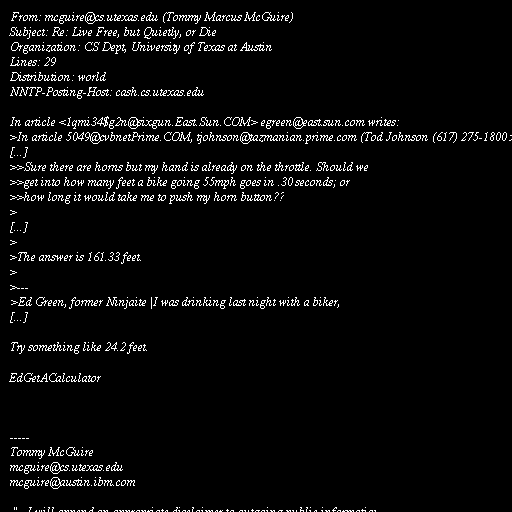 From: mcguire@cs.utexas.edu (Tommy Marcus McGuire)
Subject: Re: Live Free, but Quietly, or Die
Organization: CS Dept, University of Texas at Austin
Lines: 29
Distribution: world
NNTP-Posting-Host: cash.cs.utexas.edu

In article <1qmi34$g2n@sixgun.East.Sun.COM> egreen@east.sun.com writes:
>In article 5049@vbnetPrime.COM, tjohnson@tazmanian.prime.com (Tod Johnson (617) 275-1800
[...]
>>Sure there are horns but my hand is already on the throttle. Should we
>>get into how many feet a bike going 55mph goes in .30 seconds; or
>>how long it would take me to push my horn button??
>
[...]
>
>The answer is 161.33 feet.
>
>---
>Ed Green, former Ninjaite |I was drinking last night with a biker,
[...]

Try something like 24.2 feet.

EdGetACalculator

-----
Tommy McGuire
mcguire@cs.utexas.edu
mcguire@austin.ibm.com

"...I will append an appropriate disclaimer to outgoing public